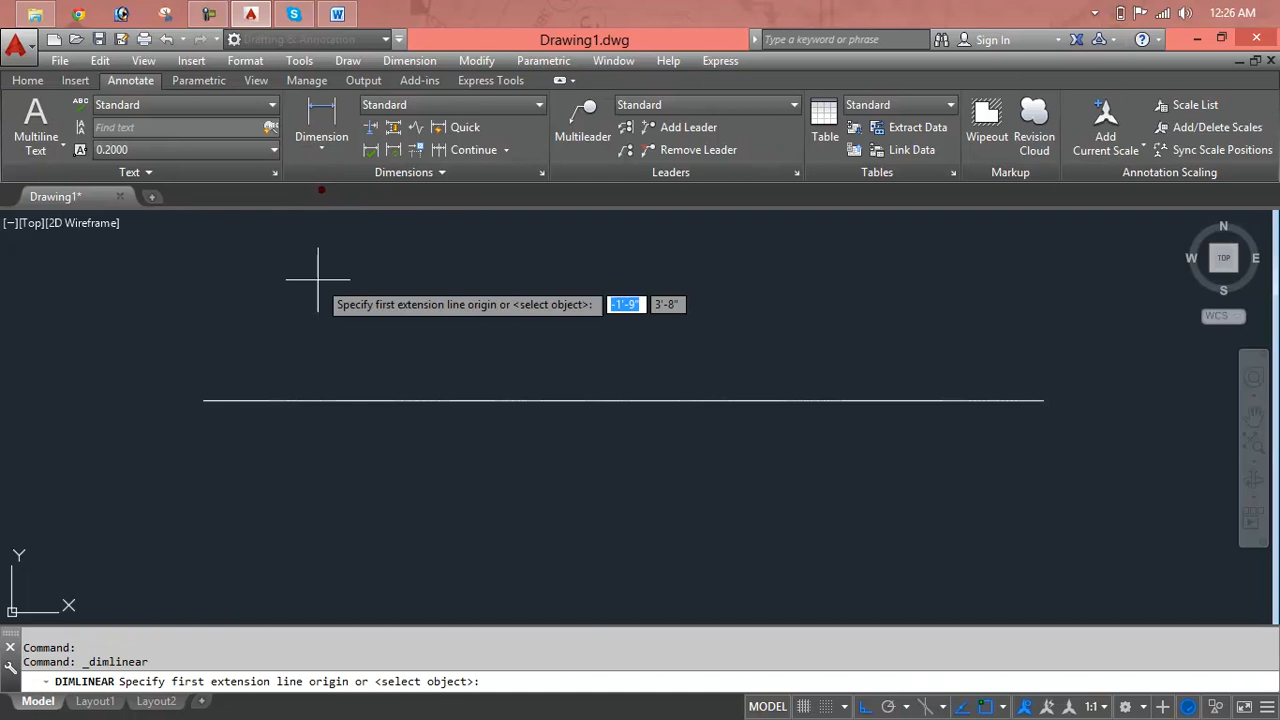 12:26 AM
Drafting & Annotation
Drawing1.dwg
Type a keyword or phrase
Sign In
File Edit View Insert Format Tools Draw Dimension Modify Parametric Window Help Express
Home Insert Annotate Parametric View Manage Output Add-ins Express Tools
Standard Standard Standard Standard Scale List
Find text Quick Add Leader Extract Data Add/Delete Scales
Multiline Text
Dimension
Multileader
Table
Wipeout
Revision Cloud
Add Current Scale
0.2000 Continue Remove Leader Link Data Sync Scale Positions
Text Dimensions Leaders Tables Markup Annotation Scaling
Drawing1*
[−][Top][2D Wireframe]
N
W TOP E
S
WCS
Specify first extension line origin or <select object>: -1'-9" 3'-8"
Y
X
Command:
Command: _dimlinear
DIMLINEAR Specify first extension line origin or <select object>:
Model Layout1 Layout2 + MODEL 1:1